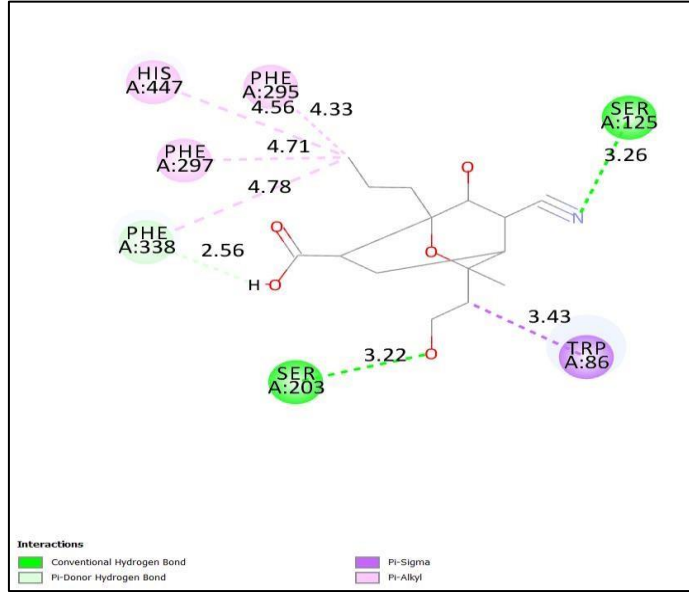 HIS
A:447
PHE
A:295
4.56
4.33
SER
A:125
3.26
PHE
A:297
4.71
4.78
O
N
PHE
A:338
2.56
O
O
H
O
3.43
TRP
A:86
SER
A:203
3.22
O
Interactions
Conventional Hydrogen Bond
Pi-Donor Hydrogen Bond
Pi-Sigma
Pi-Alkyl